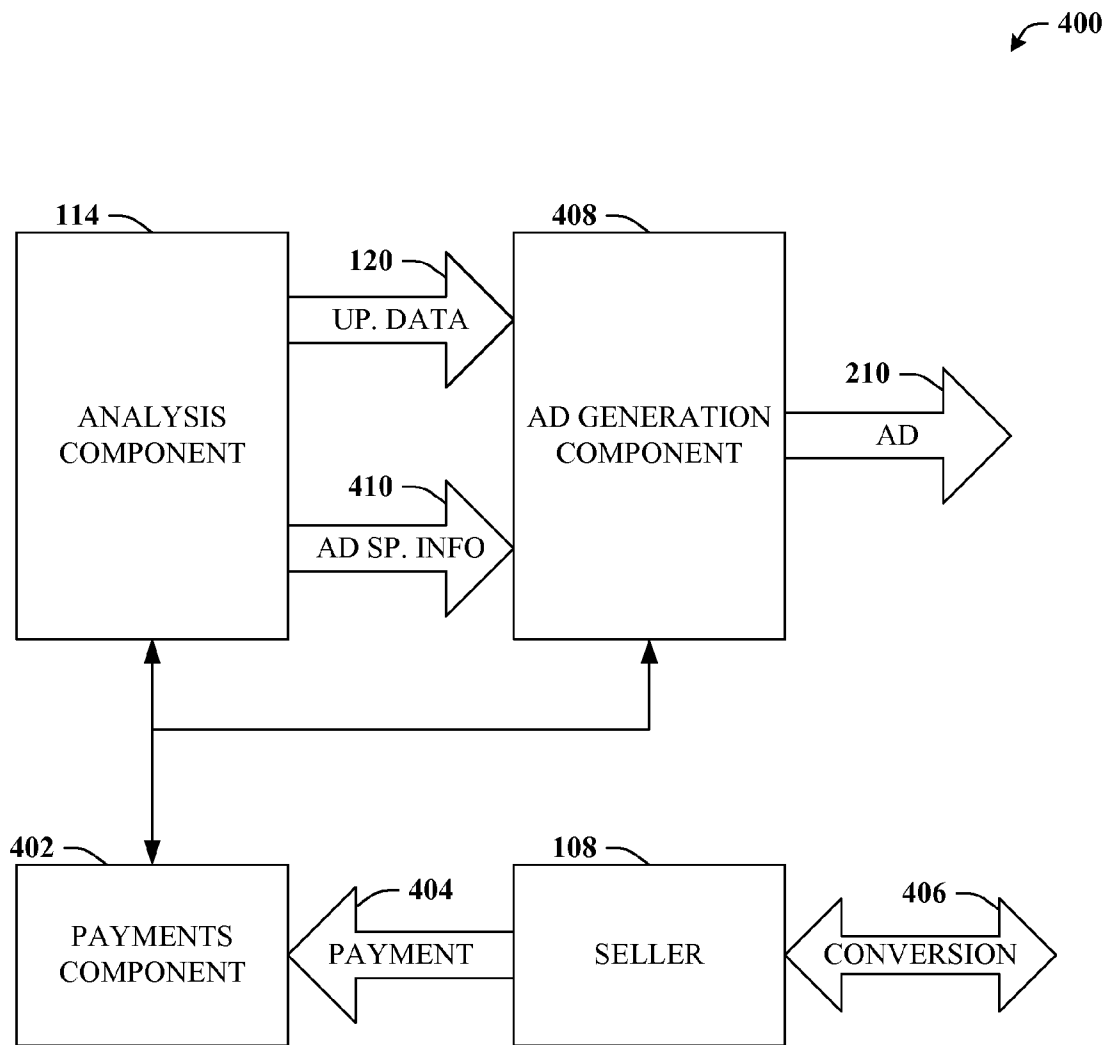 400
114
408
120
UP. DATA
210
ANALYSIS
COMPONENT
AD GENERATION
COMPONENT
AD
410
AD SP. INFO
402
108
404
406
PAYMENTS
COMPONENT
PAYMENT
SELLER
CONVERSION